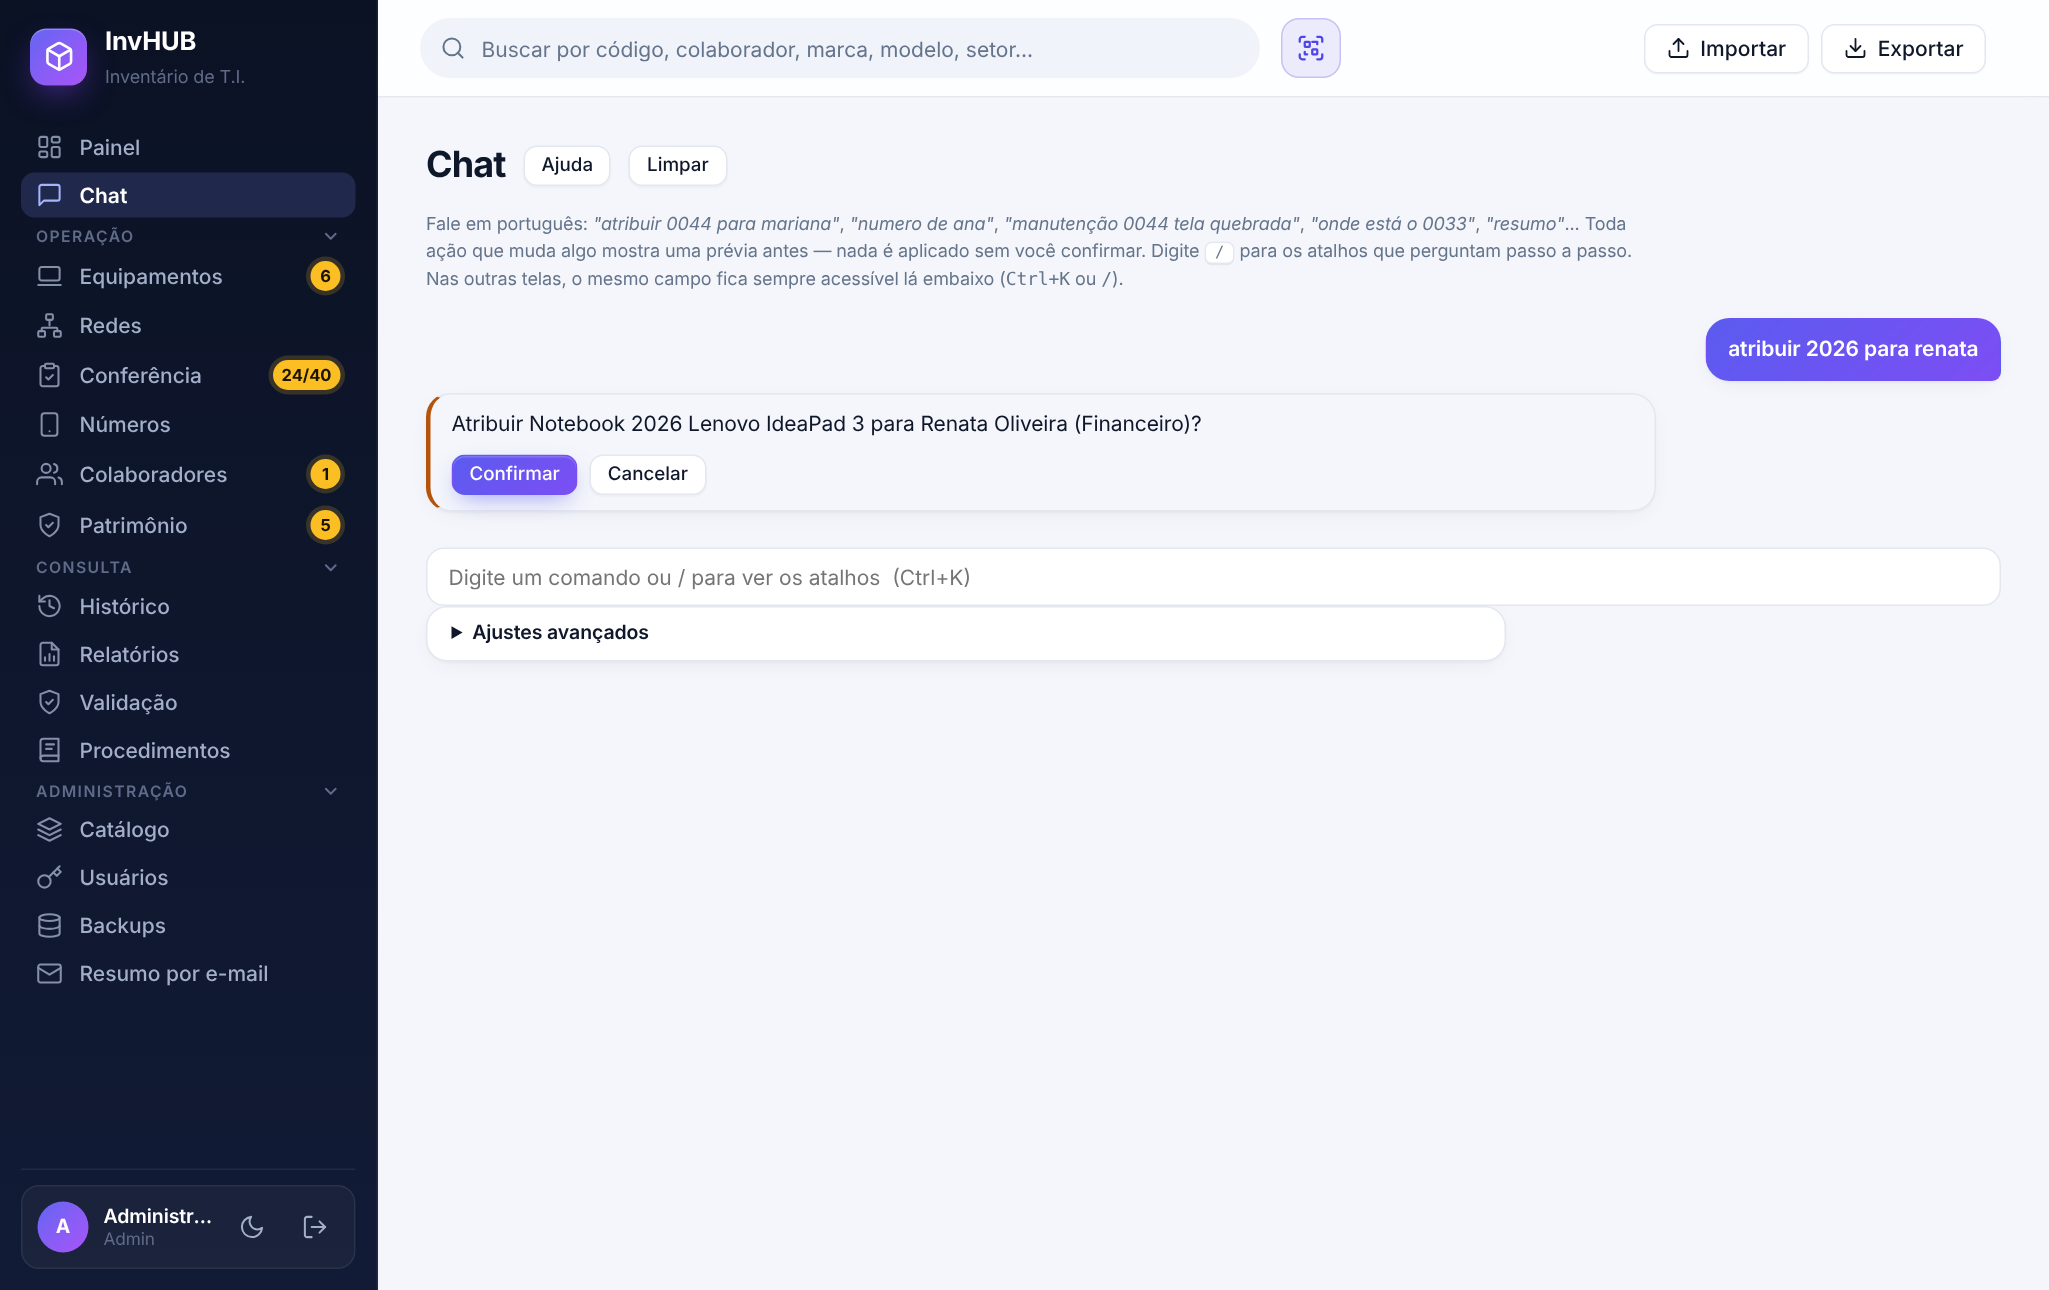 InvHUB
Inventário de T.I.
Painel
Chat
OPERAÇÃO
Equipamentos 6
Redes
Conferência 24/40
Números
Colaboradores 1
Patrimônio 5
CONSULTA
Histórico
Relatórios
Validação
Procedimentos
ADMINISTRAÇÃO
Catálogo
Usuários
Backups
Resumo por e-mail
A
Administr...
Admin
Buscar por código, colaborador, marca, modelo, setor...
Importar
Exportar
Chat
Ajuda
Limpar
Fale em português: "atribuir 0044 para mariana", "numero de ana", "manutenção 0044 tela quebrada", "onde está o 0033", "resumo"... Toda
ação que muda algo mostra uma prévia antes — nada é aplicado sem você confirmar. Digite / para os atalhos que perguntam passo a passo.
Nas outras telas, o mesmo campo fica sempre acessível lá embaixo (Ctrl+K ou /).
atribuir 2026 para renata
Atribuir Notebook 2026 Lenovo IdeaPad 3 para Renata Oliveira (Financeiro)?
Confirmar
Cancelar
Digite um comando ou / para ver os atalhos (Ctrl+K)
Ajustes avançados